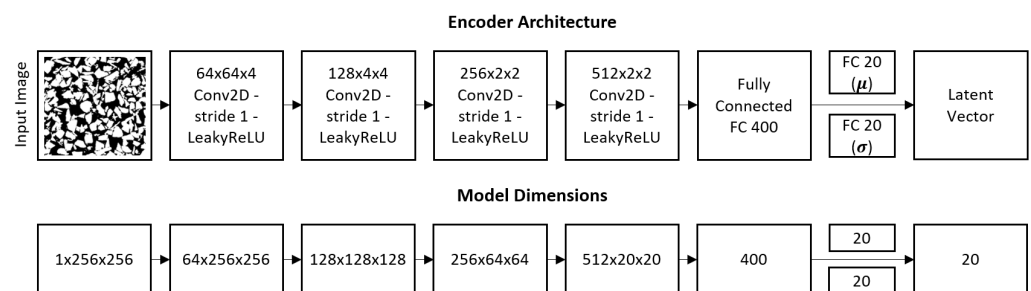 Encoder Architecture
Input Image
64x64x4
Conv2D -
stride 1 -
LeakyReLU
128x4x4
Conv2D -
stride 1 -
LeakyReLU
256x2x2
Conv2D -
stride 1 -
LeakyReLU
512x2x2
Conv2D -
stride 1 -
LeakyReLU
Fully
Connected
FC 400
FC 20
(μ)
FC 20
(σ)
Latent
Vector
Model Dimensions
1x256x256
64x256x256
128x128x128
256x64x64
512x20x20
400
20
20
20